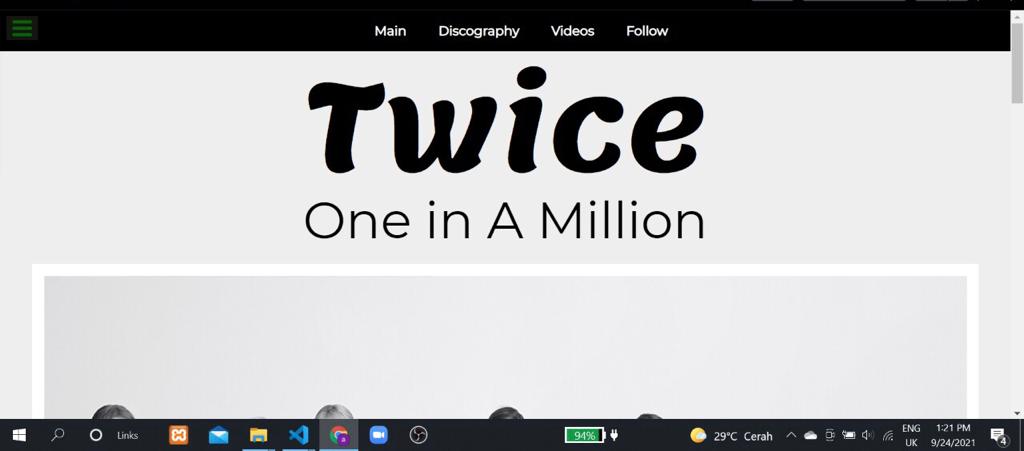 Main Discography Videos Follow
Twice
One in A Million
Links 94% 29°C Cerah ENG 1:21 PM
UK 9/24/2021 4